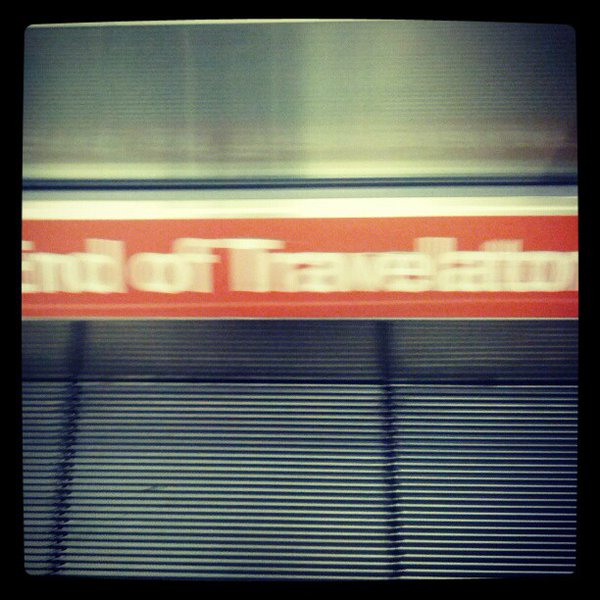 End of Travelator